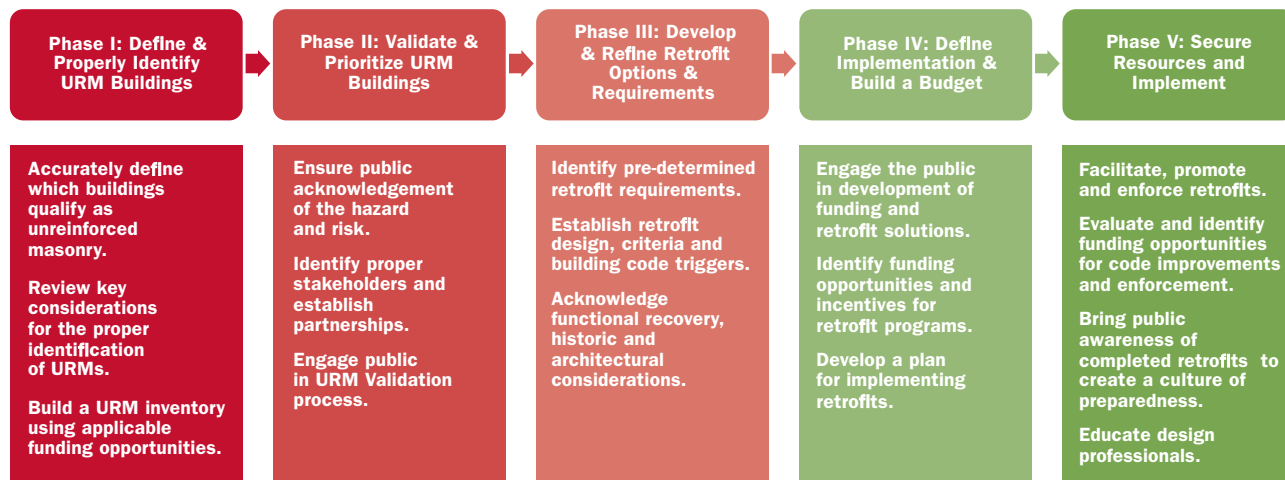 Phase I: Define &
Properly Identify
URM Buildings
Phase II: Validate &
Prioritize URM
Buildings
Phase III: Develop
& Refine Retrofit
Options &
Requirements
Phase IV: Define
Implementation &
Build a Budget
Phase V: Secure
Resources and
Implement
Accurately define
which buildings
qualify as
unreinforced
masonry.
Review key
considerations
for the proper
identification
of URMs.
Build a URM inventory
using applicable
funding opportunities.
Ensure public
acknowledgement
of the hazard
and risk.
Identify proper
stakeholders and
establish
partnerships.
Engage public
in URM Validation
process.
Identify pre-determined
retrofit requirements.
Establish retrofit
design, criteria and
building code triggers.
Acknowledge
functional recovery,
historic and
architectural
considerations.
Engage the public
in development of
funding and
retrofit solutions.
Identify funding
opportunities and
incentives for
retrofit programs.
Develop a plan
for implementing
retrofits.
Facilitate, promote
and enforce retrofits.
Evaluate and identify
funding opportunities
for code improvements
and enforcement.
Bring public
awareness of
completed retrofits to
create a culture of
preparedness.
Educate design
professionals.